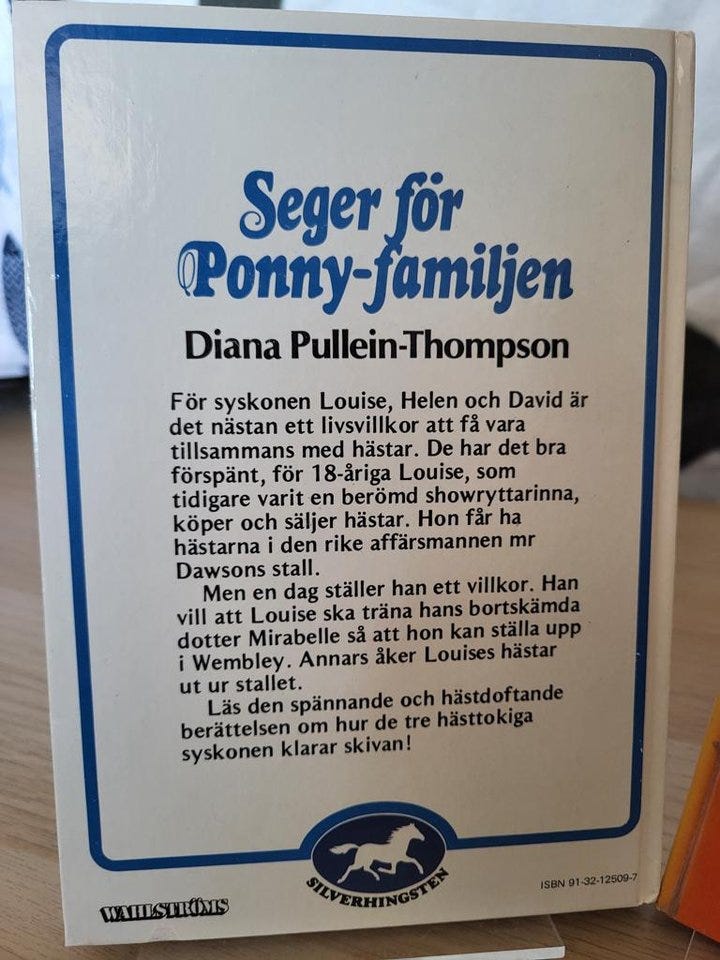 Seger för
Ponny-familjen
Diana Pullein-Thompson
För syskonen Louise, Helen och David är
det nästan ett livsvillkor att få vara
tillsammans med hästar. De har det bra
förspänt, för 18-åriga Louise, som
tidigare varit en berömd showryttarinna,
köper och säljer hästar. Hon får ha
hästarna i den rike affärsmannen mr
Dawsons stall.
Men en dag ställer han ett villkor. Han
vill att Louise ska träna hans bortskämda
dotter Mirabelle så att hon kan ställa upp
i Wembley. Annars åker Louises hästar
ut ur stallet.
Läs den spännande och hästdoftande
berättelsen om hur de tre hästtokiga
syskonen klarar skivan!
SILVERHINGSTEN
WAHLSTRÖMS
ISBN 91-32-12509-7